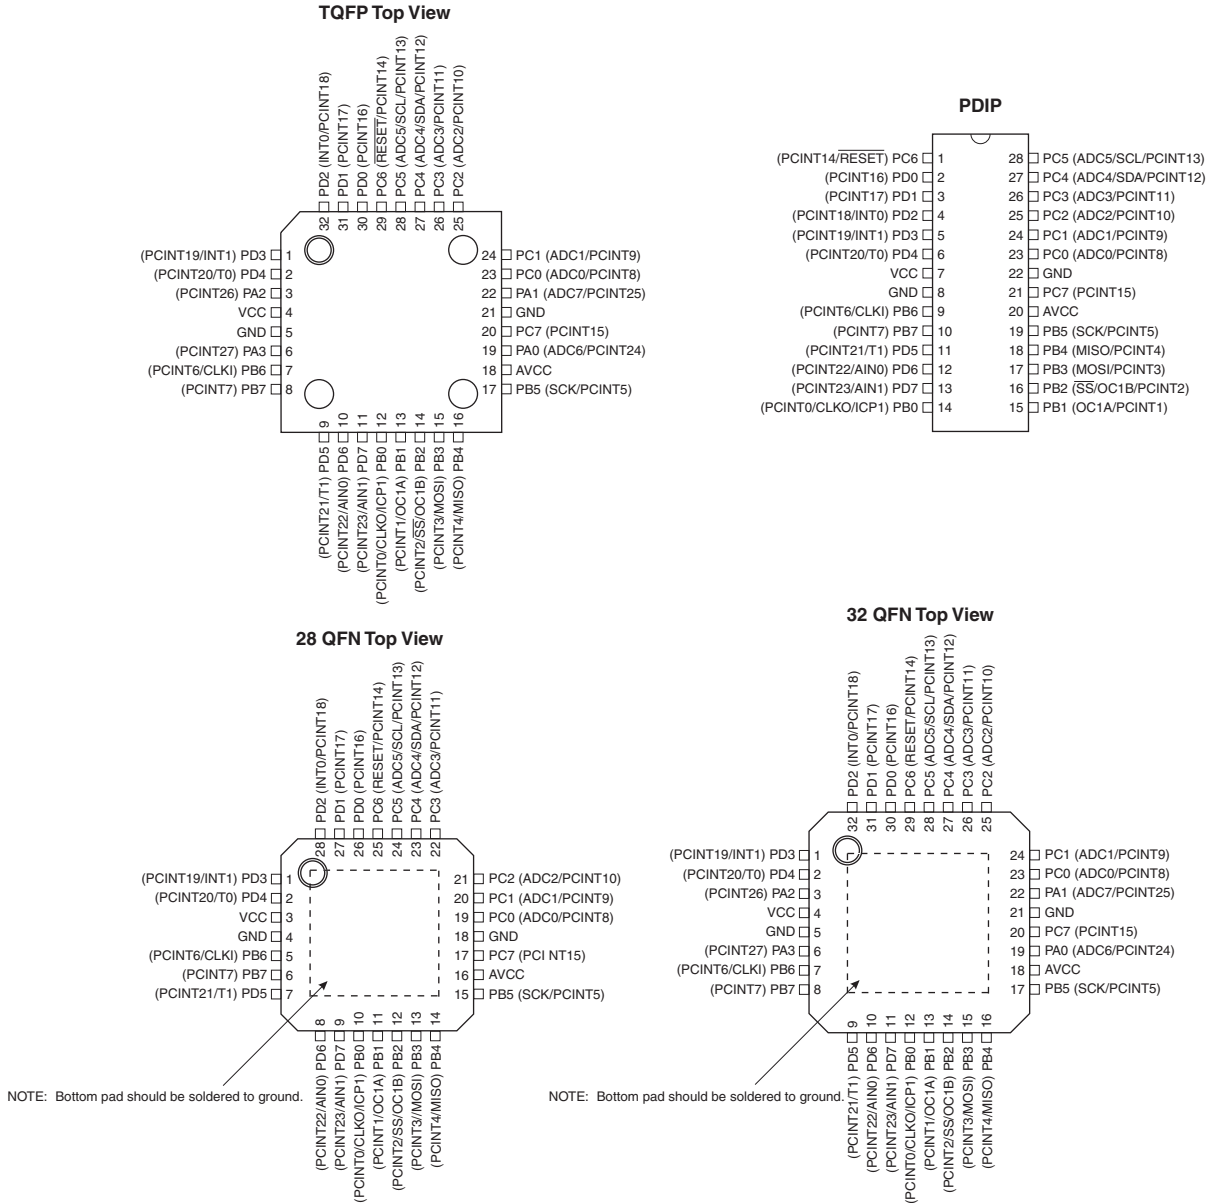 TQFP Top View
PD2 (INT0/PCINT18)
PD1 (PCINT17)
PD0 (PCINT16)
PC6 (RESET/PCINT14)
PC5 (ADC5/SCL/PCINT13)
PC4 (ADC4/SDA/PCINT12)
PC3 (ADC3/PCINT11)
PC2 (ADC2/PCINT10)
32 31 30 29 28 27 26 25
(PCINT19/INT1) PD3 1
(PCINT20/T0) PD4 2
(PCINT26) PA2 3
VCC 4
GND 5
(PCINT27) PA3 6
(PCINT6/CLKI) PB6 7
(PCINT7) PB7 8
24 PC1 (ADC1/PCINT9)
23 PC0 (ADC0/PCINT8)
22 PA1 (ADC7/PCINT25)
21 GND
20 PC7 (PCINT15)
19 PA0 (ADC6/PCINT24)
18 AVCC
17 PB5 (SCK/PCINT5)
9 10 11 12 13 14 15 16
(PCINT21/T1) PD5
(PCINT22/AIN0) PD6
(PCINT23/AIN1) PD7
(PCINT0/CLKO/ICP1) PB0
(PCINT1/OC1A) PB1
(PCINT2/SS/OC1B) PB2
(PCINT3/MOSI) PB3
(PCINT4/MISO) PB4
PDIP
(PCINT14/RESET) PC6 1 28 PC5 (ADC5/SCL/PCINT13)
(PCINT16) PD0 2 27 PC4 (ADC4/SDA/PCINT12)
(PCINT17) PD1 3 26 PC3 (ADC3/PCINT11)
(PCINT18/INT0) PD2 4 25 PC2 (ADC2/PCINT10)
(PCINT19/INT1) PD3 5 24 PC1 (ADC1/PCINT9)
(PCINT20/T0) PD4 6 23 PC0 (ADC0/PCINT8)
VCC 7 22 GND
GND 8 21 PC7 (PCINT15)
(PCINT6/CLKI) PB6 9 20 AVCC
(PCINT7) PB7 10 19 PB5 (SCK/PCINT5)
(PCINT21/T1) PD5 11 18 PB4 (MISO/PCINT4)
(PCINT22/AIN0) PD6 12 17 PB3 (MOSI/PCINT3)
(PCINT23/AIN1) PD7 13 16 PB2 (SS/OC1B/PCINT2)
(PCINT0/CLKO/ICP1) PB0 14 15 PB1 (OC1A/PCINT1)
28 QFN Top View
PD2 (INT0/PCINT18)
PD1 (PCINT17)
PD0 (PCINT16)
PC6 (RESET/PCINT14)
PC5 (ADC5/SCL/PCINT13)
PC4 (ADC4/SDA/PCINT12)
PC3 (ADC3/PCINT11)
28 27 26 25 24 23 22
(PCINT19/INT1) PD3 1
(PCINT20/T0) PD4 2
VCC 3
GND 4
(PCINT6/CLKI) PB6 5
(PCINT7) PB7 6
(PCINT21/T1) PD5 7
21 PC2 (ADC2/PCINT10)
20 PC1 (ADC1/PCINT9)
19 PC0 (ADC0/PCINT8)
18 GND
17 PC7 (PCI NT15)
16 AVCC
15 PB5 (SCK/PCINT5)
8 9 10 11 12 13 14
(PCINT22/AIN0) PD6
(PCINT23/AIN1) PD7
(PCINT0/CLKO/ICP1) PB0
(PCINT1/OC1A) PB1
(PCINT2/SS/OC1B) PB2
(PCINT3/MOSI) PB3
(PCINT4/MISO) PB4
NOTE: Bottom pad should be soldered to ground.
32 QFN Top View
PD2 (INT0/PCINT18)
PD1 (PCINT17)
PD0 (PCINT16)
PC6 (RESET/PCINT14)
PC5 (ADC5/SCL/PCINT13)
PC4 (ADC4/SDA/PCINT12)
PC3 (ADC3/PCINT11)
PC2 (ADC2/PCINT10)
32 31 30 29 28 27 26 25
(PCINT19/INT1) PD3 1
(PCINT20/T0) PD4 2
(PCINT26) PA2 3
VCC 4
GND 5
(PCINT27) PA3 6
(PCINT6/CLKI) PB6 7
(PCINT7) PB7 8
24 PC1 (ADC1/PCINT9)
23 PC0 (ADC0/PCINT8)
22 PA1 (ADC7/PCINT25)
21 GND
20 PC7 (PCINT15)
19 PA0 (ADC6/PCINT24)
18 AVCC
17 PB5 (SCK/PCINT5)
9 10 11 12 13 14 15 16
(PCINT21/T1) PD5
(PCINT22/AIN0) PD6
(PCINT23/AIN1) PD7
(PCINT0/CLKO/ICP1) PB0
(PCINT1/OC1A) PB1
(PCINT2/SS/OC1B) PB2
(PCINT3/MOSI) PB3
(PCINT4/MISO) PB4
NOTE: Bottom pad should be soldered to ground.